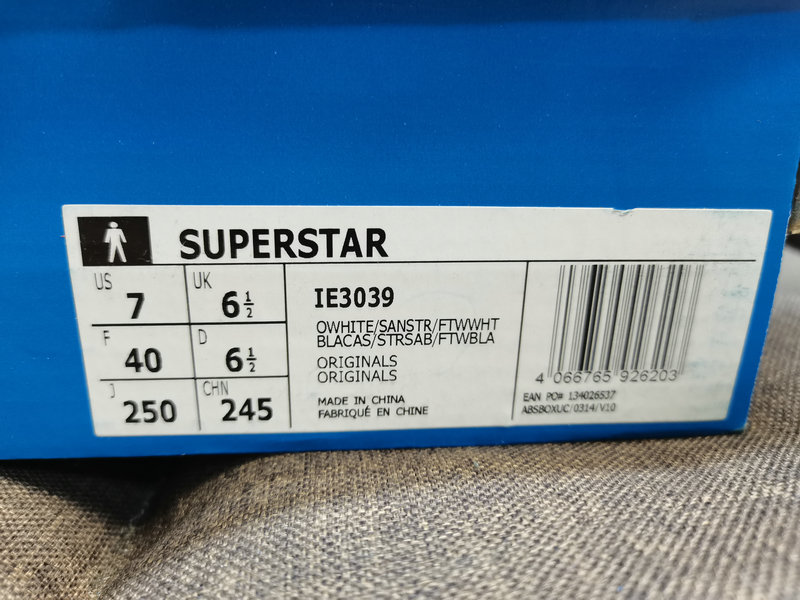 SUPERSTAR
US 7 UK 6 1/2
F 40 D 6 1/2
J 250 CHN 245
IE3039
OWHITE/SANSTR/FTWWHT
BLACAS/STRSAB/FTWBLA
ORIGINALS
ORIGINALS
MADE IN CHINA
FABRIQUÉ EN CHINE
4 066765 926203
EAN PO# 134026537
ABSBOXUC/0314/V10